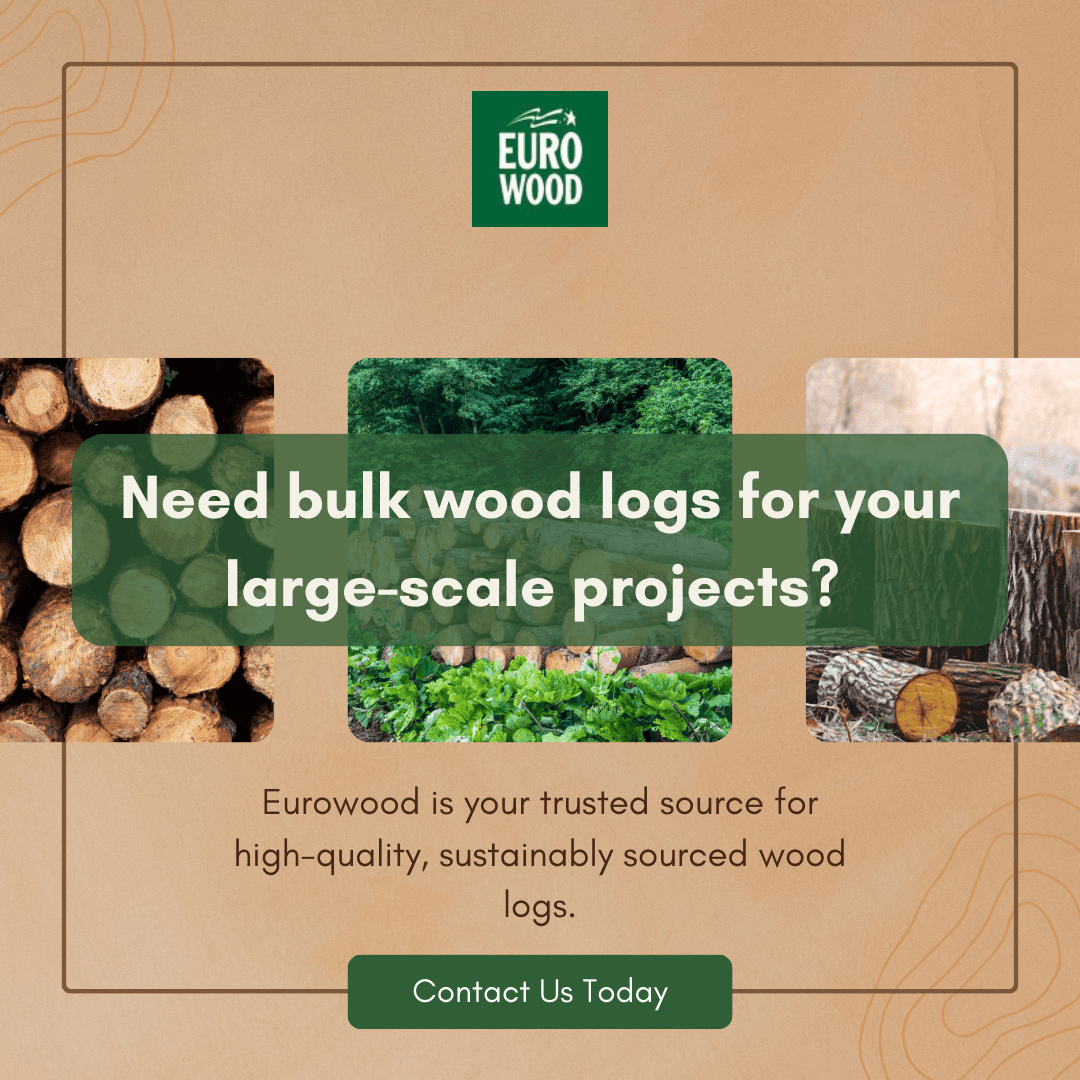 EURO
WOOD
Need bulk wood logs for your
large-scale projects?
Eurowood is your trusted source for
high-quality, sustainably sourced wood
logs.
Contact Us Today